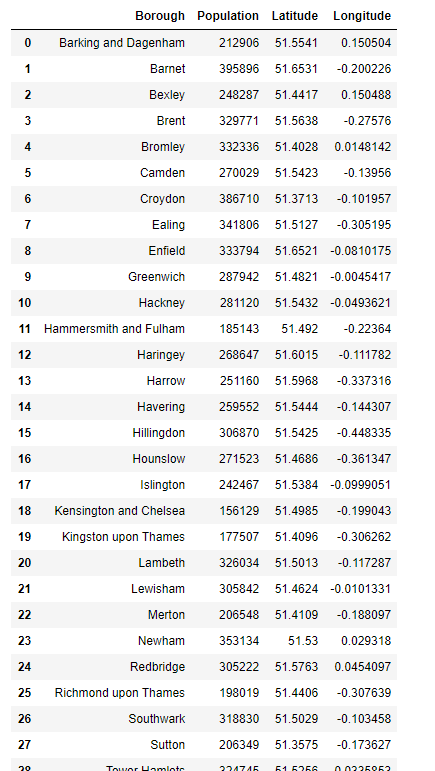 Borough Population Latitude Longitude
0 Barking and Dagenham 212906 51.5541 0.150504
1 Barnet 395896 51.6531 -0.200226
2 Bexley 248287 51.4417 0.150488
3 Brent 329771 51.5638 -0.27576
4 Bromley 332336 51.4028 0.0148142
5 Camden 270029 51.5423 -0.13956
6 Croydon 386710 51.3713 -0.101957
7 Ealing 341806 51.5127 -0.305195
8 Enfield 333794 51.6521 -0.0810175
9 Greenwich 287942 51.4821 -0.0045417
10 Hackney 281120 51.5432 -0.0493621
11 Hammersmith and Fulham 185143 51.492 -0.22364
12 Haringey 268647 51.6015 -0.111782
13 Harrow 251160 51.5968 -0.337316
14 Havering 259552 51.5444 -0.144307
15 Hillingdon 306870 51.5425 -0.448335
16 Hounslow 271523 51.4686 -0.361347
17 Islington 242467 51.5384 -0.0999051
18 Kensington and Chelsea 156129 51.4985 -0.199043
19 Kingston upon Thames 177507 51.4096 -0.306262
20 Lambeth 326034 51.5013 -0.117287
21 Lewisham 305842 51.4624 -0.0101331
22 Merton 206548 51.4109 -0.188097
23 Newham 353134 51.53 0.029318
24 Redbridge 305222 51.5763 0.0454097
25 Richmond upon Thames 198019 51.4406 -0.307639
26 Southwark 318830 51.5029 -0.103458
27 Sutton 206349 51.3575 -0.173627
28 Tower Hamlets 324745 51.5256